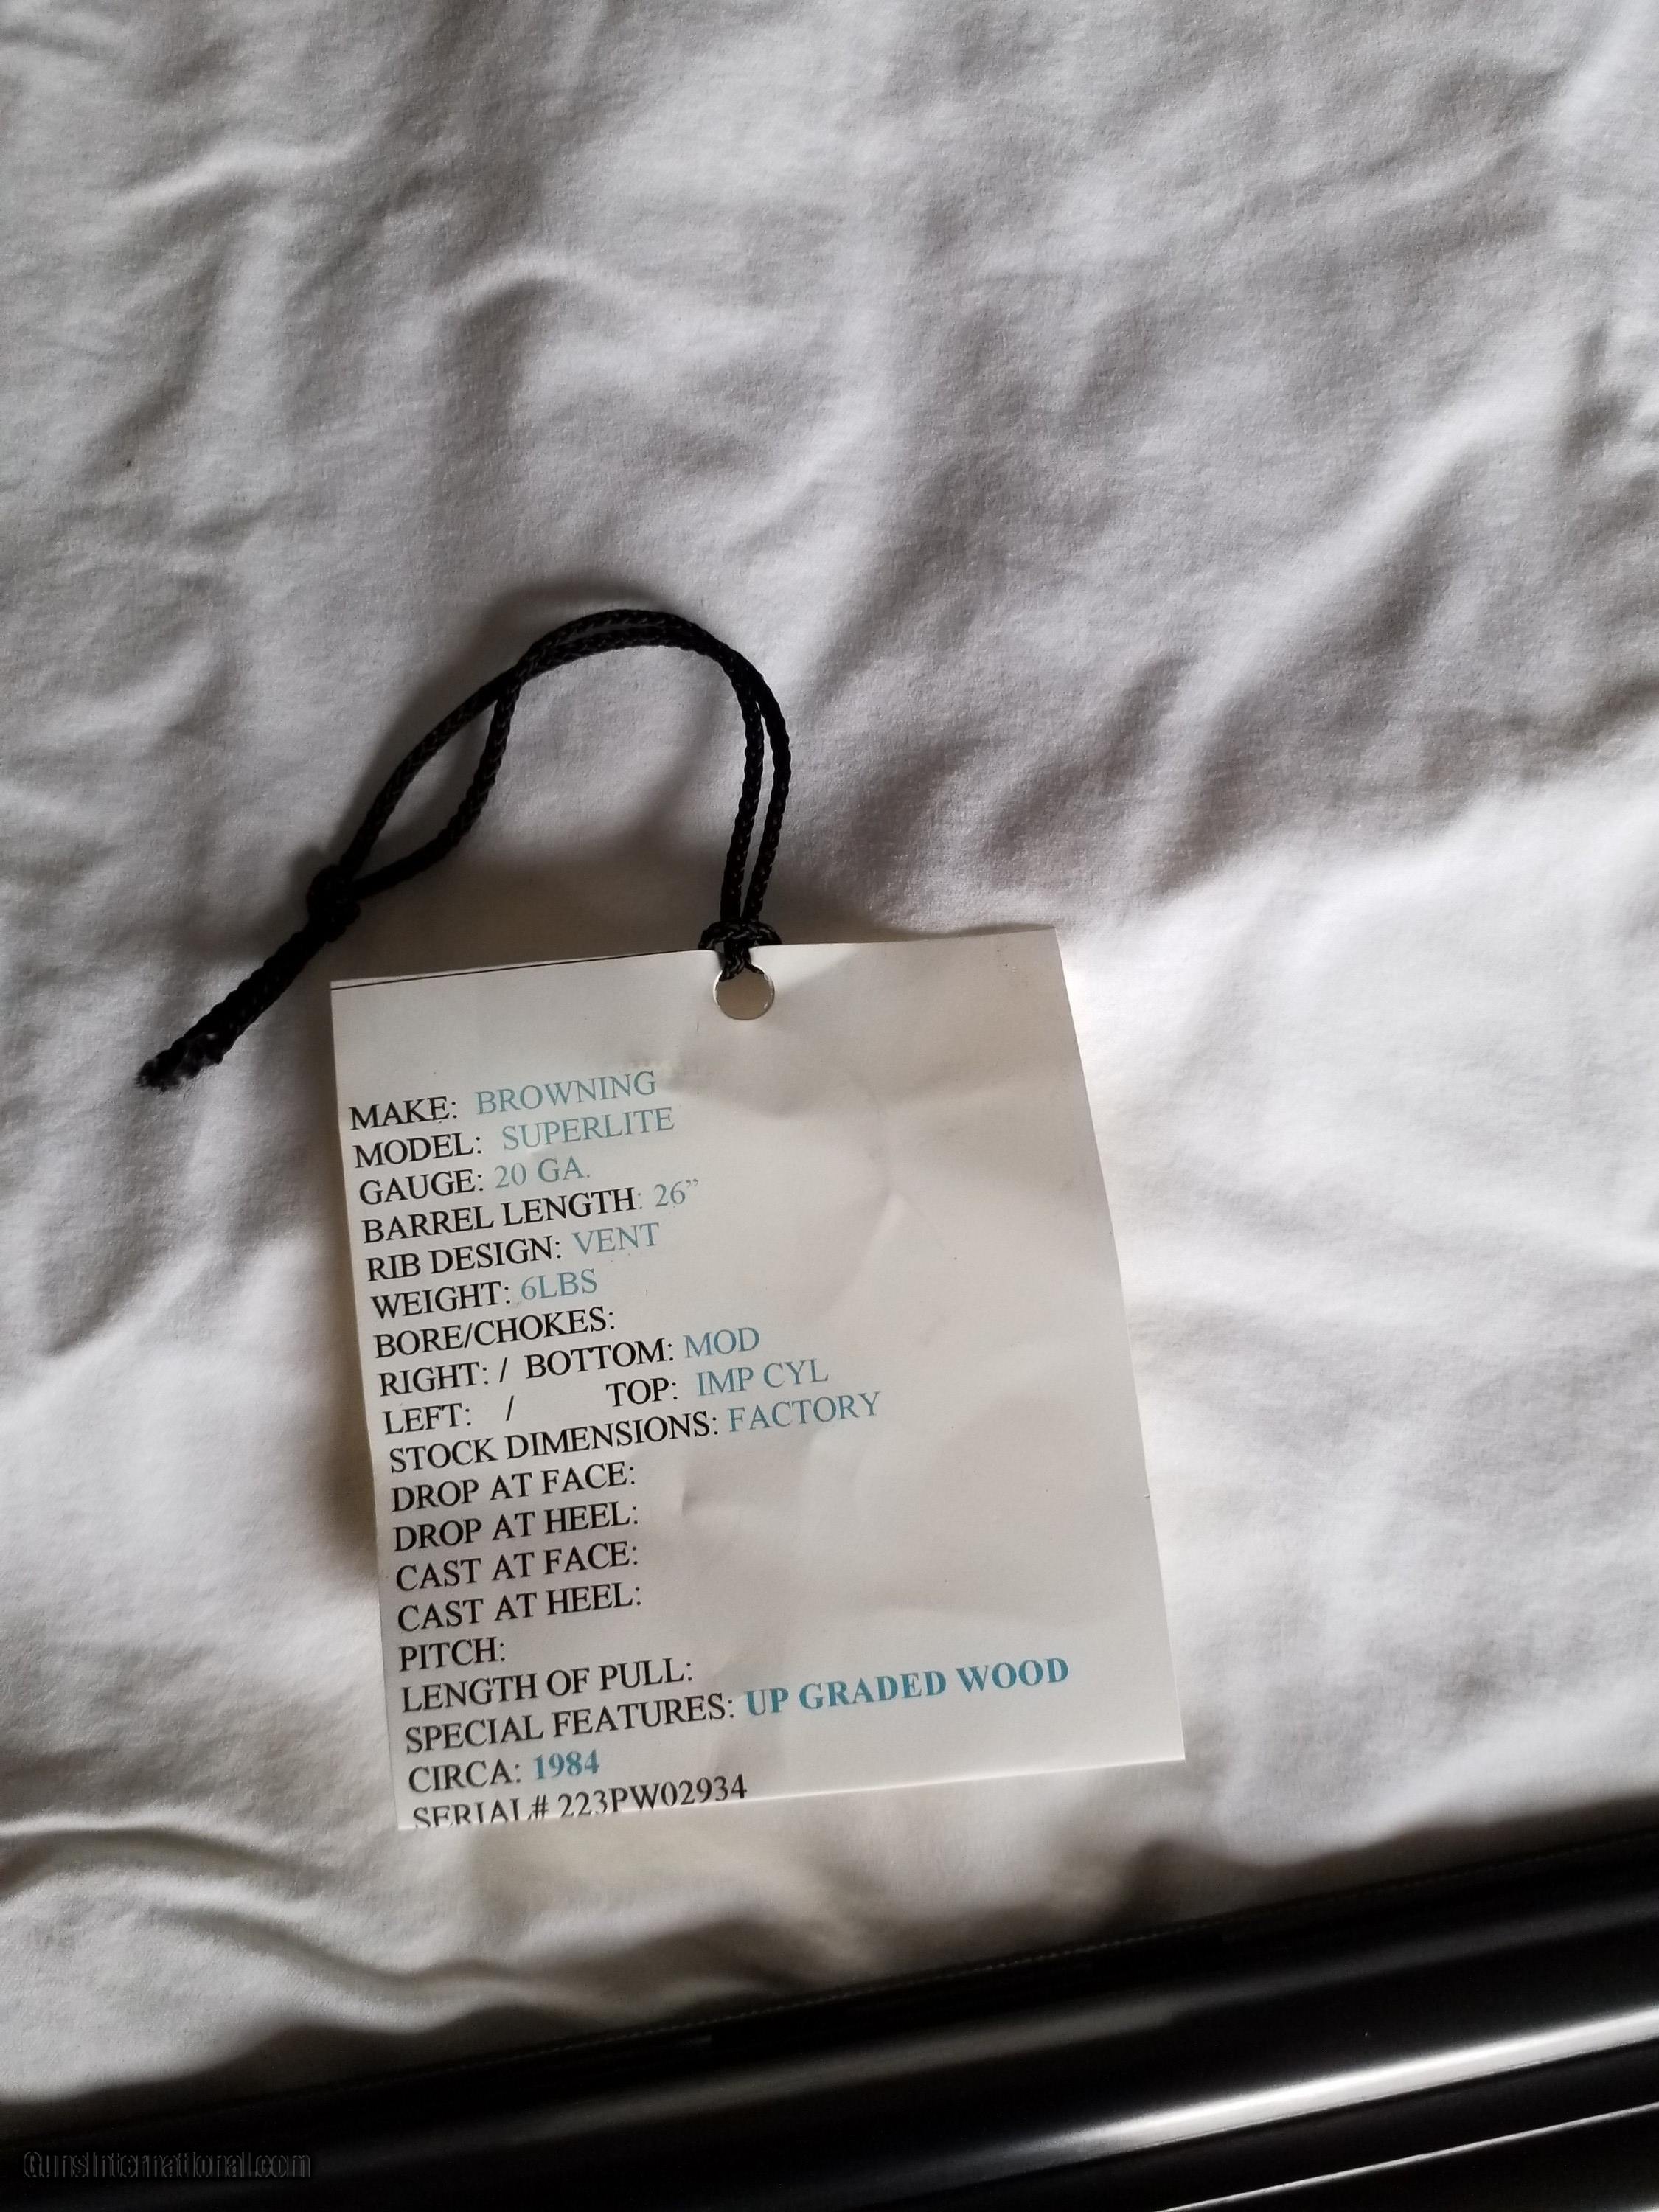 MAKE: BROWNING
MODEL: SUPERLITE
GAUGE: 20 GA.
BARREL LENGTH: 26”
RIB DESIGN: VENT
WEIGHT: 6LBS
BORE/CHOKES:
RIGHT: / BOTTOM: MOD
LEFT: / TOP: IMP CYL
STOCK DIMENSIONS: FACTORY
DROP AT FACE:
DROP AT HEEL:
CAST AT FACE:
CAST AT HEEL:
PITCH:
LENGTH OF PULL:
SPECIAL FEATURES: UP GRADED WOOD
CIRCA: 1984
SERIAL# 223PW02934
GunsInternational.com